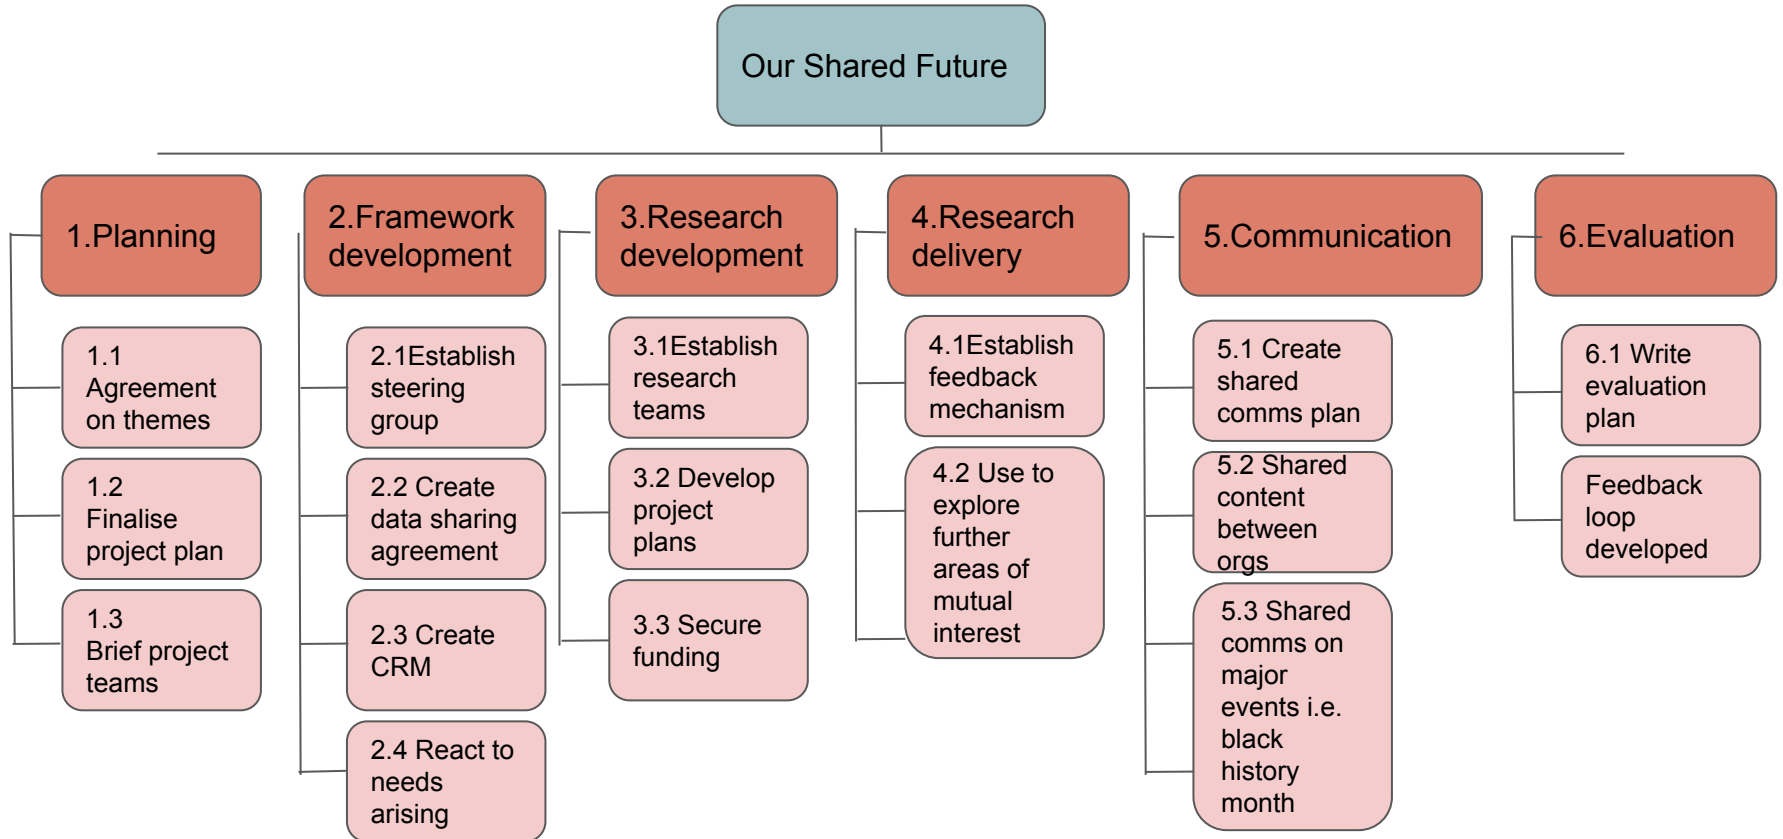 Our Shared Future
1.Planning
1.1
Agreement
on themes
1.2
Finalise
project plan
1.3
Brief project
teams
2.Framework
development
2.1Establish
steering
group
2.2 Create
data sharing
agreement
2.3 Create
CRM
2.4 React to
needs
arising
3.Research
development
3.1Establish
research
teams
3.2 Develop
project
plans
3.3 Secure
funding
4.Research
delivery
4.1Establish
feedback
mechanism
4.2 Use to
explore
further
areas of
mutual
interest
5.Communication
5.1 Create
shared
comms plan
5.2 Shared
content
between
orgs
5.3 Shared
comms on
major
events i.e.
black
history
month
6.Evaluation
6.1 Write
evaluation
plan
Feedback
loop
developed